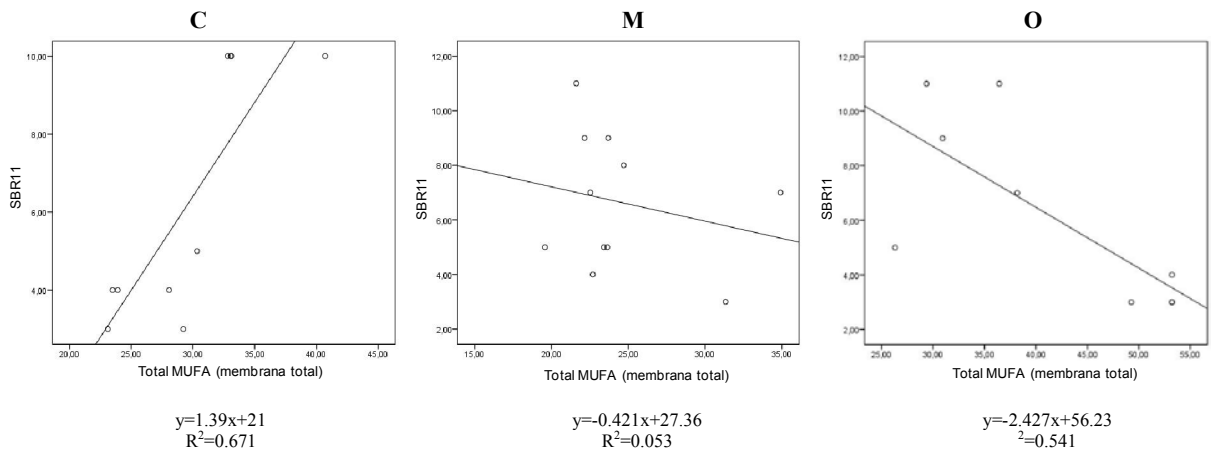 C
M
O
10,00
8,00
6,00
4,00
SBR11
20,00 25,00 30,00 35,00 40,00 45,00
Total MUFA (membrana total)
12,00
10,00
8,00
6,00
4,00
2,00
SBR11
15,00 20,00 25,00 30,00 35,00
Total MUFA (membrana total)
12,00
10,00
8,00
6,00
4,00
2,00
SBR11
25,00 30,00 35,00 40,00 45,00 50,00 55,00
Total MUFA (membrana total)
y=1.39x+21
R²=0.671
y=-0.421x+27.36
R²=0.053
y=-2.427x+56.23
²=0.541